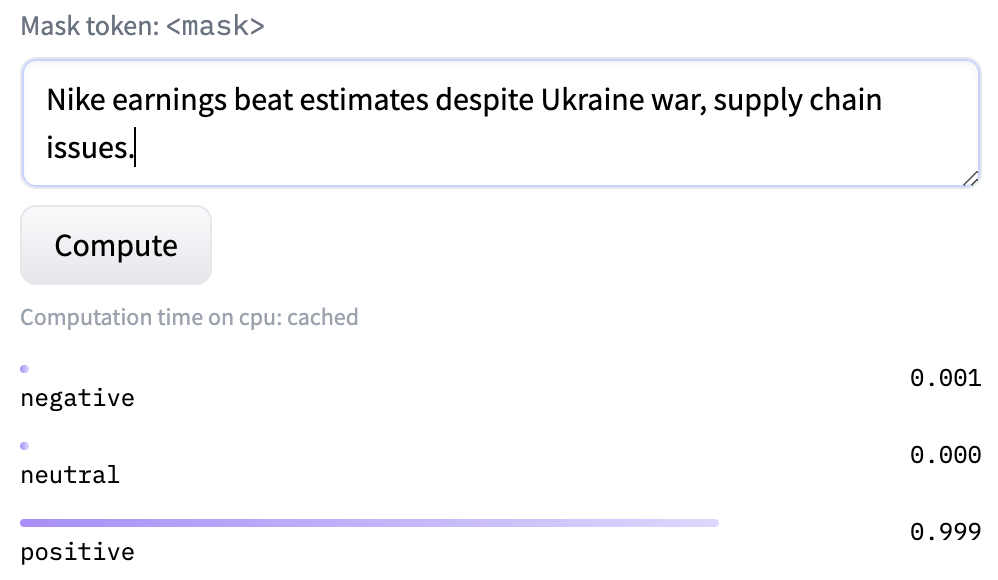 Mask token: <mask>
Nike earnings beat estimates despite Ukraine war, supply chain
issues.
Compute
Computation time on cpu: cached
0.001
negative
0.000
neutral
0.999
positive